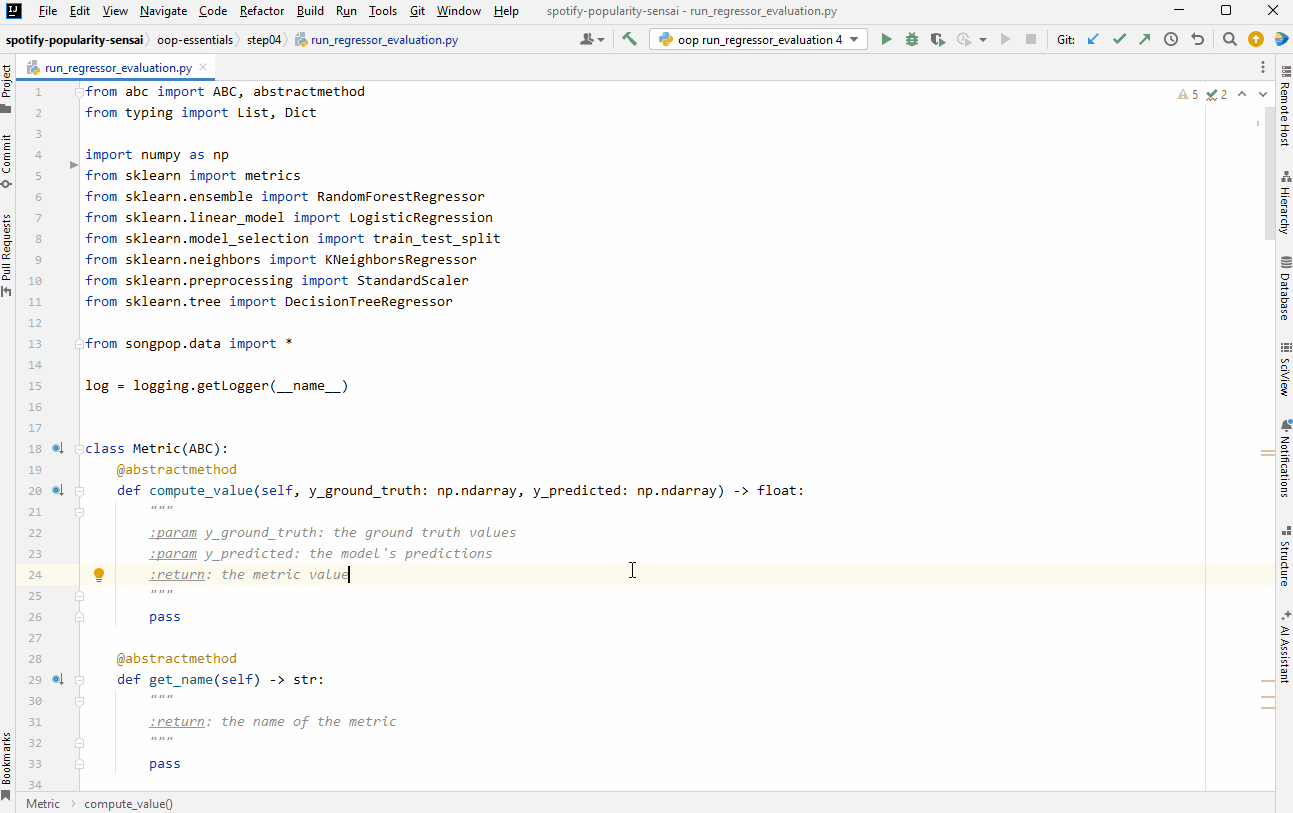 IJ File Edit View Navigate Code Refactor Build Run Tools Git Window Help spotify-popularity-sensai - run_regressor_evaluation.py
spotify-popularity-sensai oop-essentials step04 run_regressor_evaluation.py oop run_regressor_evaluation 4 Git:
run_regressor_evaluation.py
5 2
1 from abc import ABC, abstractmethod
2 from typing import List, Dict
3
4 import numpy as np
5 from sklearn import metrics
6 from sklearn.ensemble import RandomForestRegressor
7 from sklearn.linear_model import LogisticRegression
8 from sklearn.model_selection import train_test_split
9 from sklearn.neighbors import KNeighborsRegressor
10 from sklearn.preprocessing import StandardScaler
11 from sklearn.tree import DecisionTreeRegressor
12
13 from songpop.data import *
14
15 log = logging.getLogger(__name__)
16
17
18 class Metric(ABC):
19 @abstractmethod
20 def compute_value(self, y_ground_truth: np.ndarray, y_predicted: np.ndarray) -> float:
21 """
22 :param y_ground_truth: the ground truth values
23 :param y_predicted: the model's predictions
24 :return: the metric value
25 """
26 pass
27
28 @abstractmethod
29 def get_name(self) -> str:
30 """
31 :return: the name of the metric
32 """
33 pass
34
Metric compute_value()
Project
Commit
Pull Requests
Bookmarks
Remote Host
Hierarchy
Database
SciView
Notifications
Structure
AI Assistant